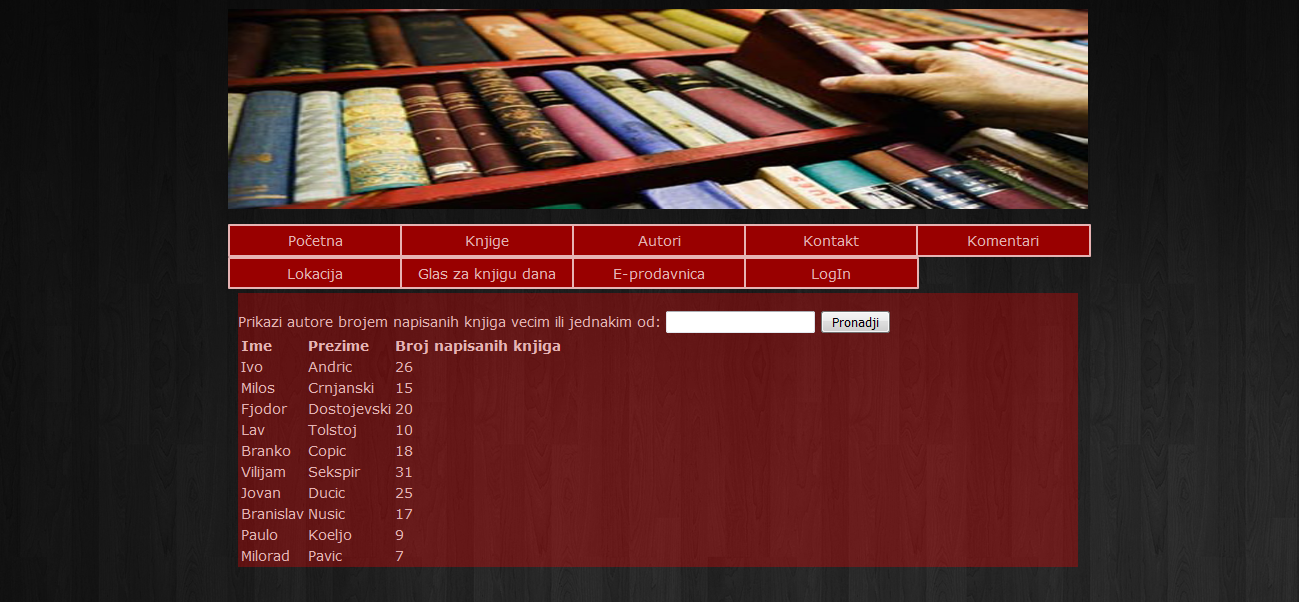 Početna Knjige Autori Kontakt Komentari
Lokacija Glas za knjigu dana E-prodavnica LogIn
Prikazi autore brojem napisanih knjiga vecim ili jednakim od: Pronadji
Ime Prezime Broj napisanih knjiga
Ivo Andric 26
Milos Crnjanski 15
Fjodor Dostojevski 20
Lav Tolstoj 10
Branko Copic 18
Vilijam Sekspir 31
Jovan Ducic 25
Branislav Nusic 17
Paulo Koeljo 9
Milorad Pavic 7